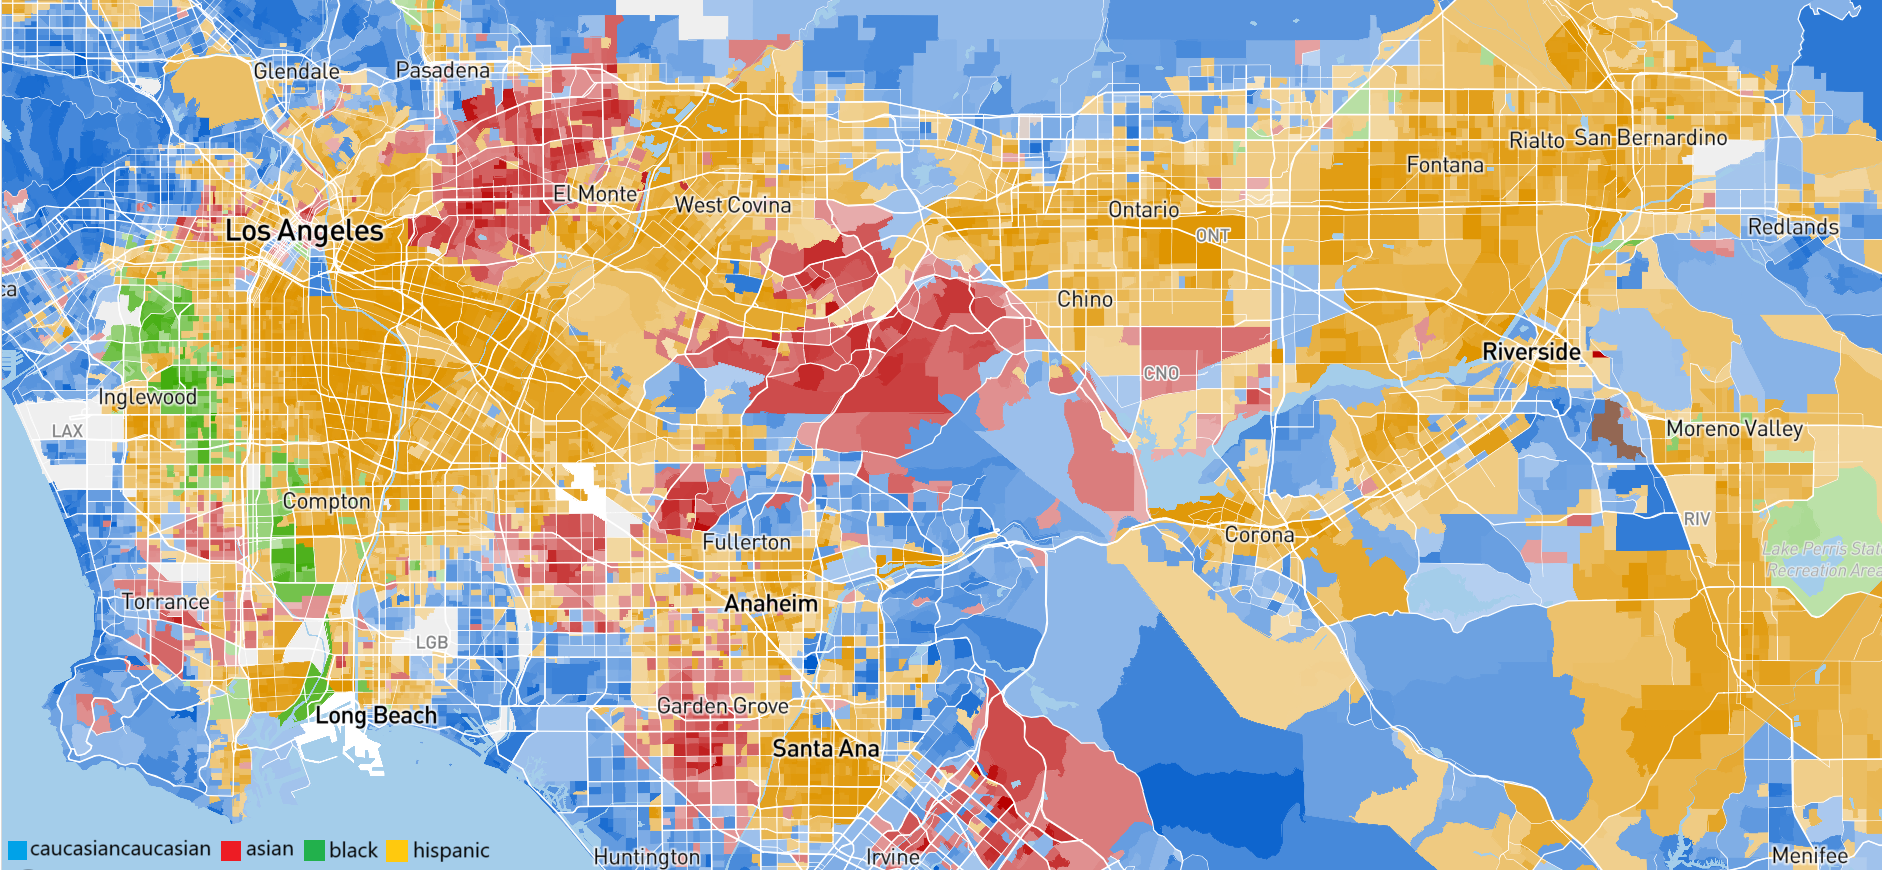 Glendale
Pasadena
Rialto
San Bernardino
Fontana
El Monte
West Covina
Ontario
Los Angeles
ONT
Redlands
ca
Chino
Riverside
CNO
Inglewood
LAX
Moreno Valley
Compton
RIV
Fullerton
Corona
Lake Perris State
Recreation Area
Torrance
Anaheim
LGB
Garden Grove
Long Beach
Santa Ana
caucasiancaucasian asian black hispanic
Huntington
Irvine
Menifee